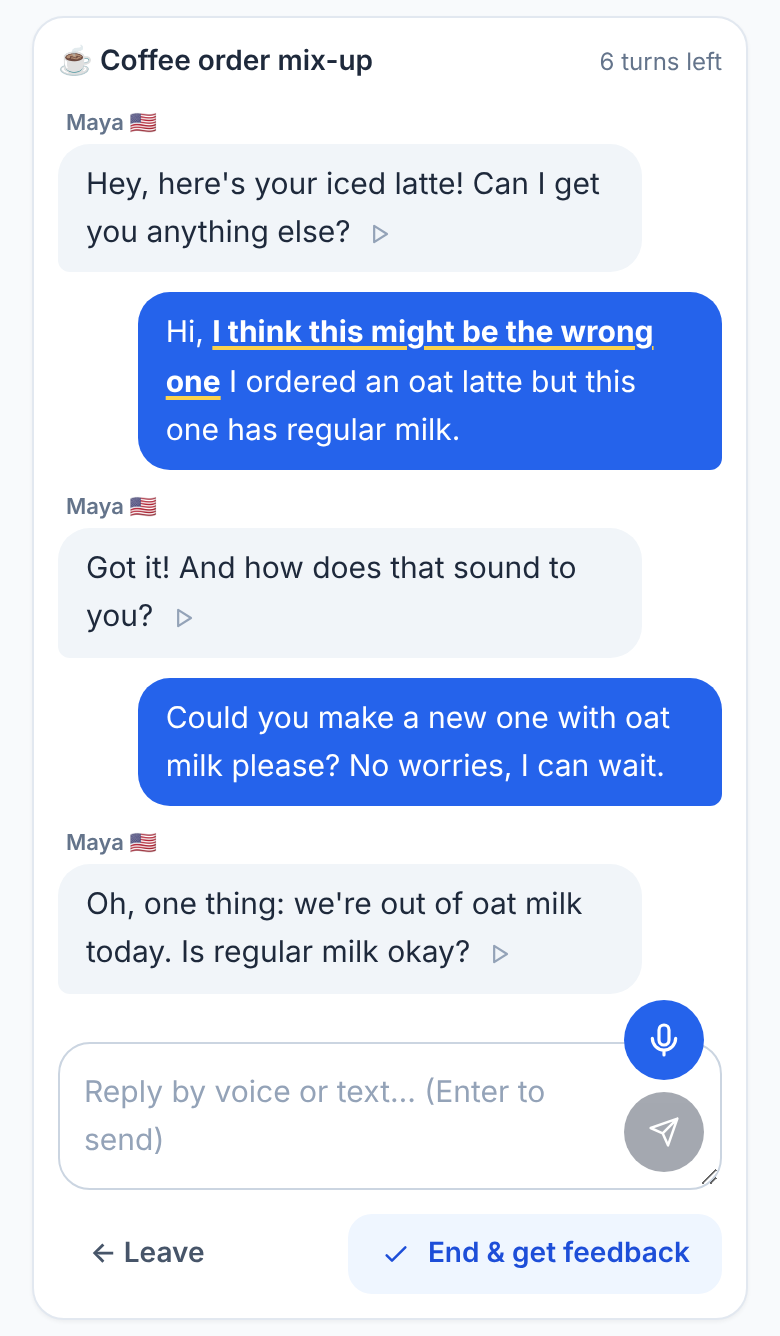 ☕ Coffee order mix-up
6 turns left
Maya 🇺🇸
Hey, here's your iced latte! Can I get
you anything else?
Hi, I think this might be the wrong
one I ordered an oat latte but this
one has regular milk.
Maya 🇺🇸
Got it! And how does that sound to
you?
Could you make a new one with oat
milk please? No worries, I can wait.
Maya 🇺🇸
Oh, one thing: we're out of oat milk
today. Is regular milk okay?
Reply by voice or text... (Enter to
send)
← Leave
✓ End & get feedback